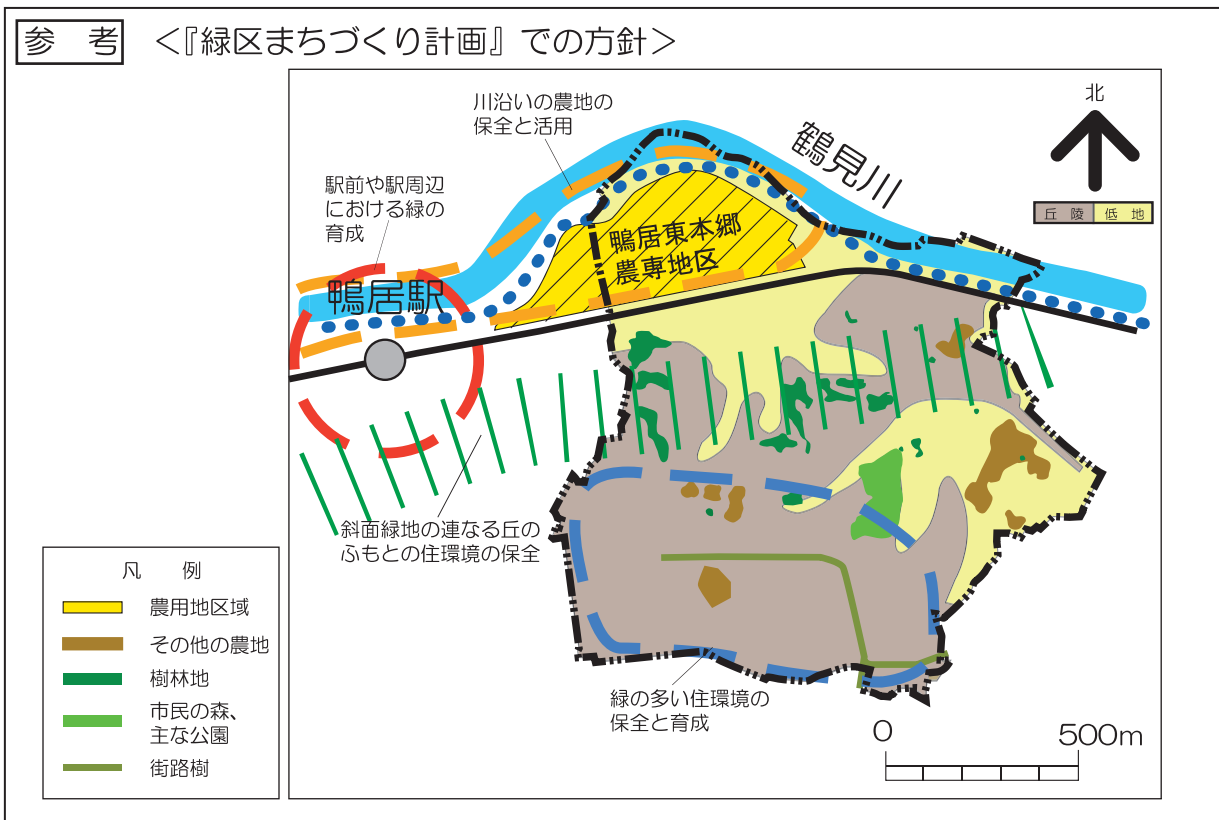 参 考 <『緑区まちづくり計画』での方針>
川沿いの農地の
保全と活用
鶴見川
北
丘 陵 低 地
駅前や駅周辺
における緑の
育成
鴨居東本郷
農専地区
鴨居駅
斜面緑地の連なる丘の
ふもとの住環境の保全
凡 例
農用地区域
その他の農地
樹林地
市民の森、
主な公園
街路樹
緑の多い住環境の
保全と育成
0 500m